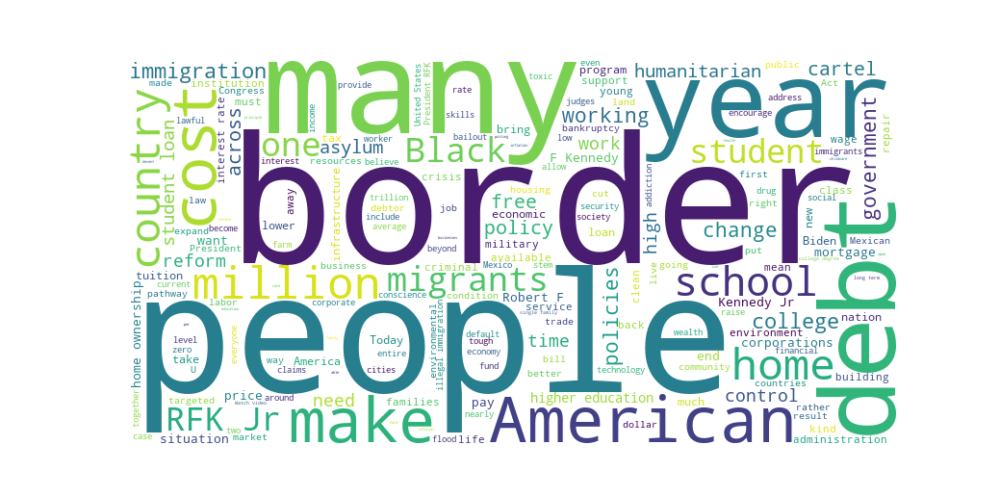 immigration
many
year
humanitarian
cartel
institution
made
Congress
must
provide
United States
President RFK
toxic
even
program
support
young
judges
bankruptcy
public
Act
land
address
encourage
country
cost
lawful
student loan
interest rate
across
income
rate
skills
working
government
repair
one
tax
worker
asylum
bailout
bring
Black
work
F Kennedy
low
allow
student
wage
immigrants
law
become
interest
away
resources
believe
infrastructure
crisis
housing
free
economic
policy
military
available
cut
security
society
loan
high
addiction
drug
first
right
class
social
change
new
put
Biden
Mexican
mortgage
college degree
border
want
expand
President
reform
lower
farm
trillion
debtor
include
average
job
beyond
criminal
Mexico
stem
business
tuition
current
pathway
million
labor
corporate
conscience
migrants
condition
Robert F
service
trade
policies
clean
live
going
school
mean
Kennedy Jr
raise
environment
college
nation
corporations
financial
long term
debt
home ownership
level
zero
take
U
everyone
people
Today
entire
way
America
claims
cities
environmental
illegal immigration
default
tough
economy
fund
single family
time
bill
better
back
technology
wealth
end
community
home
countries
building
together
targeted
price
around
Watch video
need
families
pay
nearly
higher education
much
control
rather
result
kind
case
RFK Jr
two
situation
market
make
flood
life
dollar
American
administration